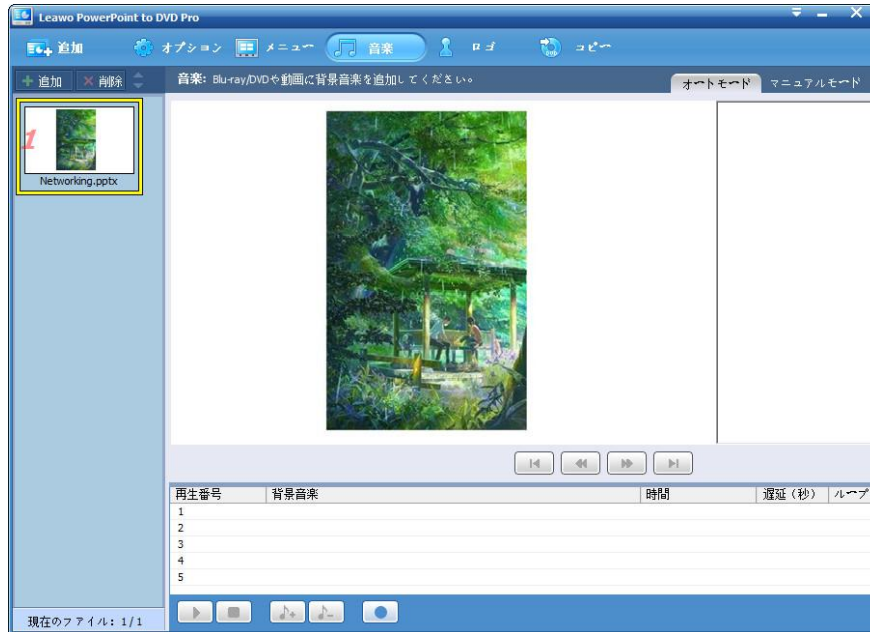 Leawo PowerPoint to DVD Pro
追加 オプション メニュー 音楽 ロゴ コピー
追加 削除 音楽: Blu-ray/DVDや動画に背景音楽を追加してください。 オートモード マニュアルモード
1
Networking.pptx
再生番号 背景音楽 時間 遅延(秒) ループ
1
2
3
4
5
現在のファイル: 1/1